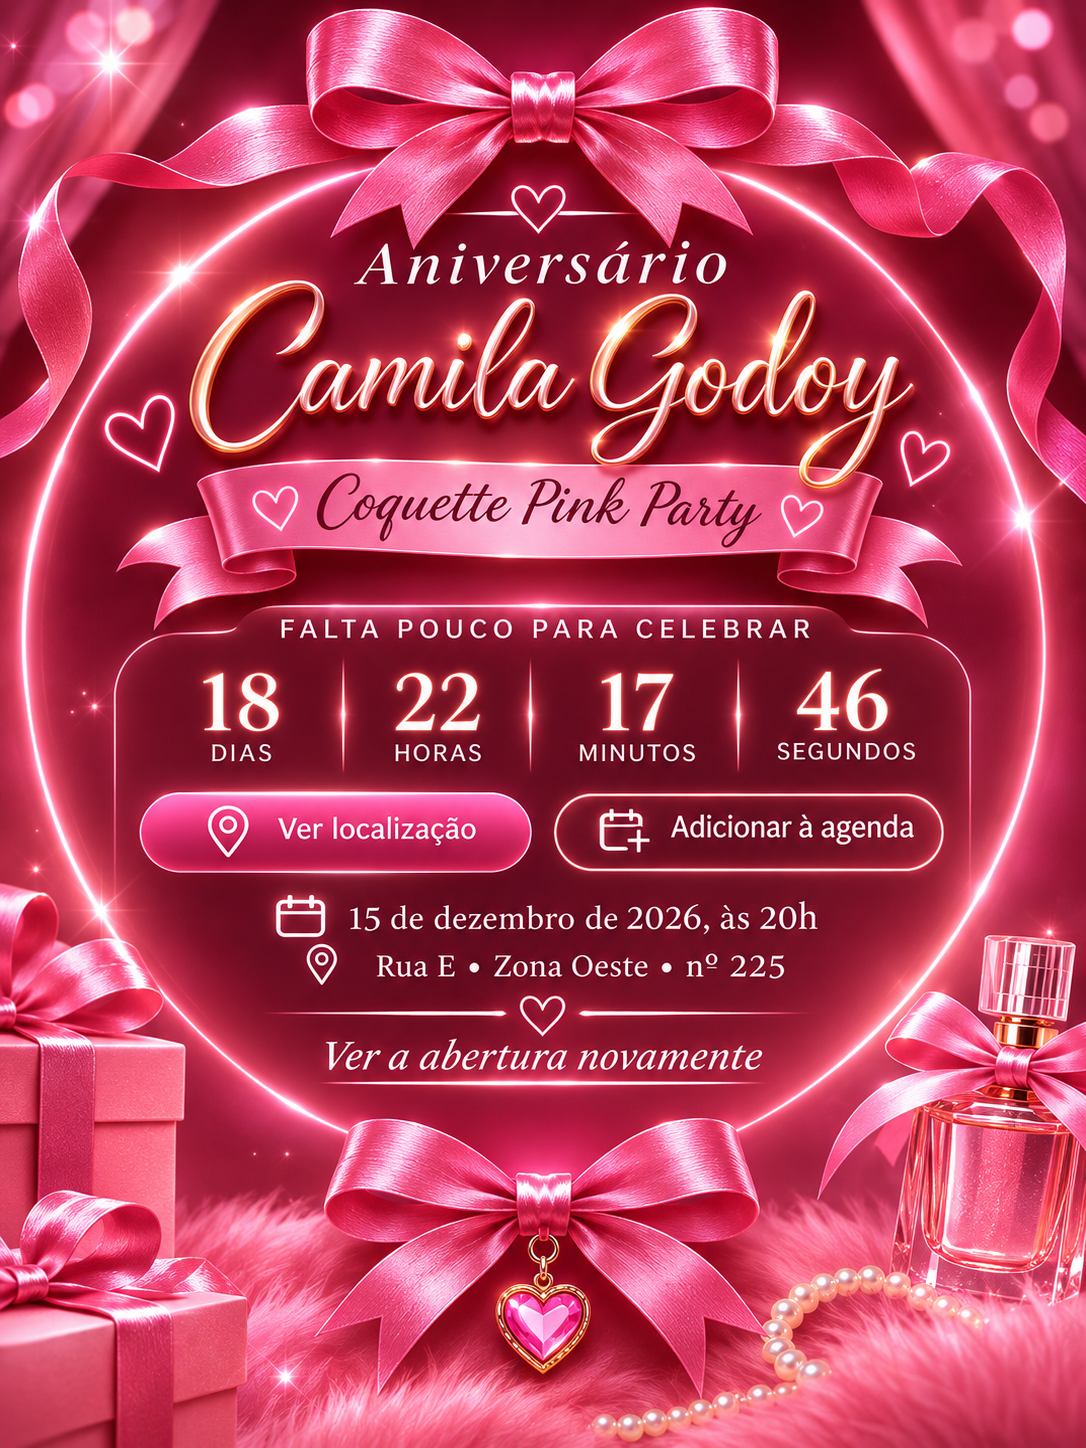 Aniversário
Camila Godoy
Coquette Pink Party
FALTA POUCO PARA CELEBRAR
18 22 17 46
DIAS HORAS MINUTOS SEGUNDOS
Ver localização Adicionar à agenda
15 de dezembro de 2026, às 20h
Rua E • Zona Oeste • nº 225
Ver a abertura novamente